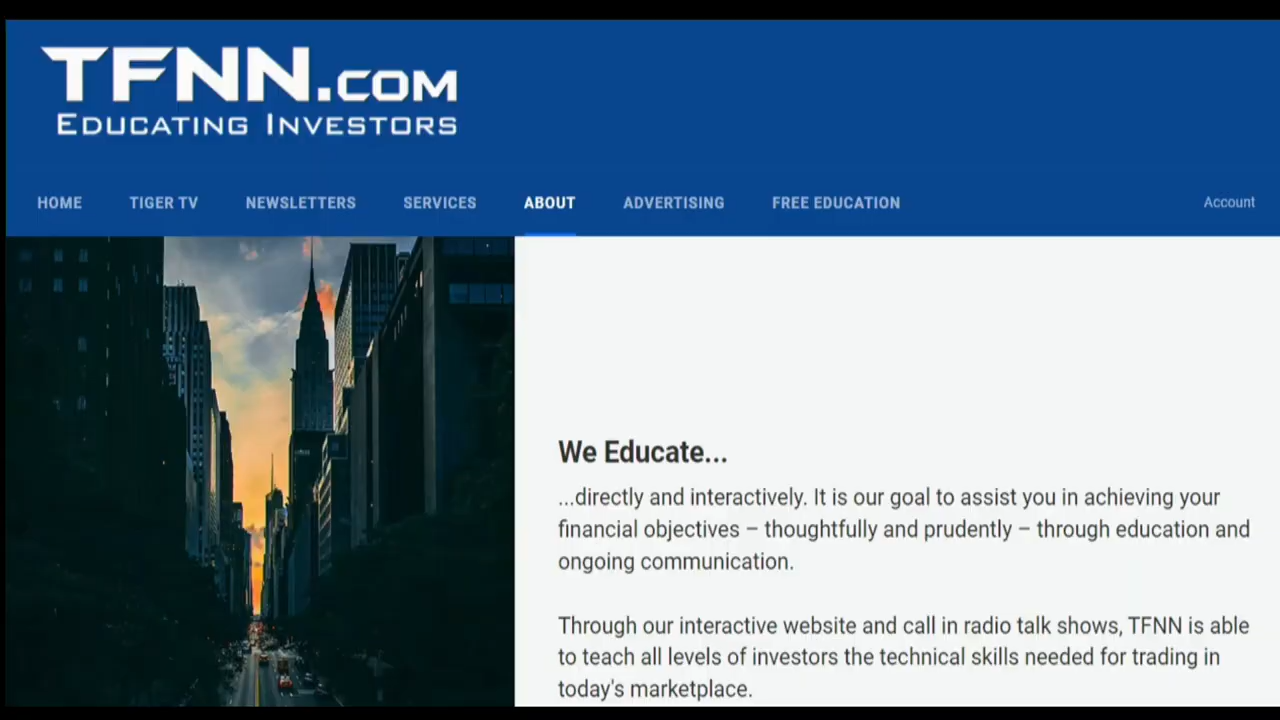 TFNN.COM
EDUCATING INVESTORS
HOME TIGER TV NEWSLETTERS SERVICES ABOUT ADVERTISING FREE EDUCATION Account
We Educate...
...directly and interactively. It is our goal to assist you in achieving your
financial objectives – thoughtfully and prudently – through education and
ongoing communication.
Through our interactive website and call in radio talk shows, TFNN is able
to teach all levels of investors the technical skills needed for trading in
today's marketplace.